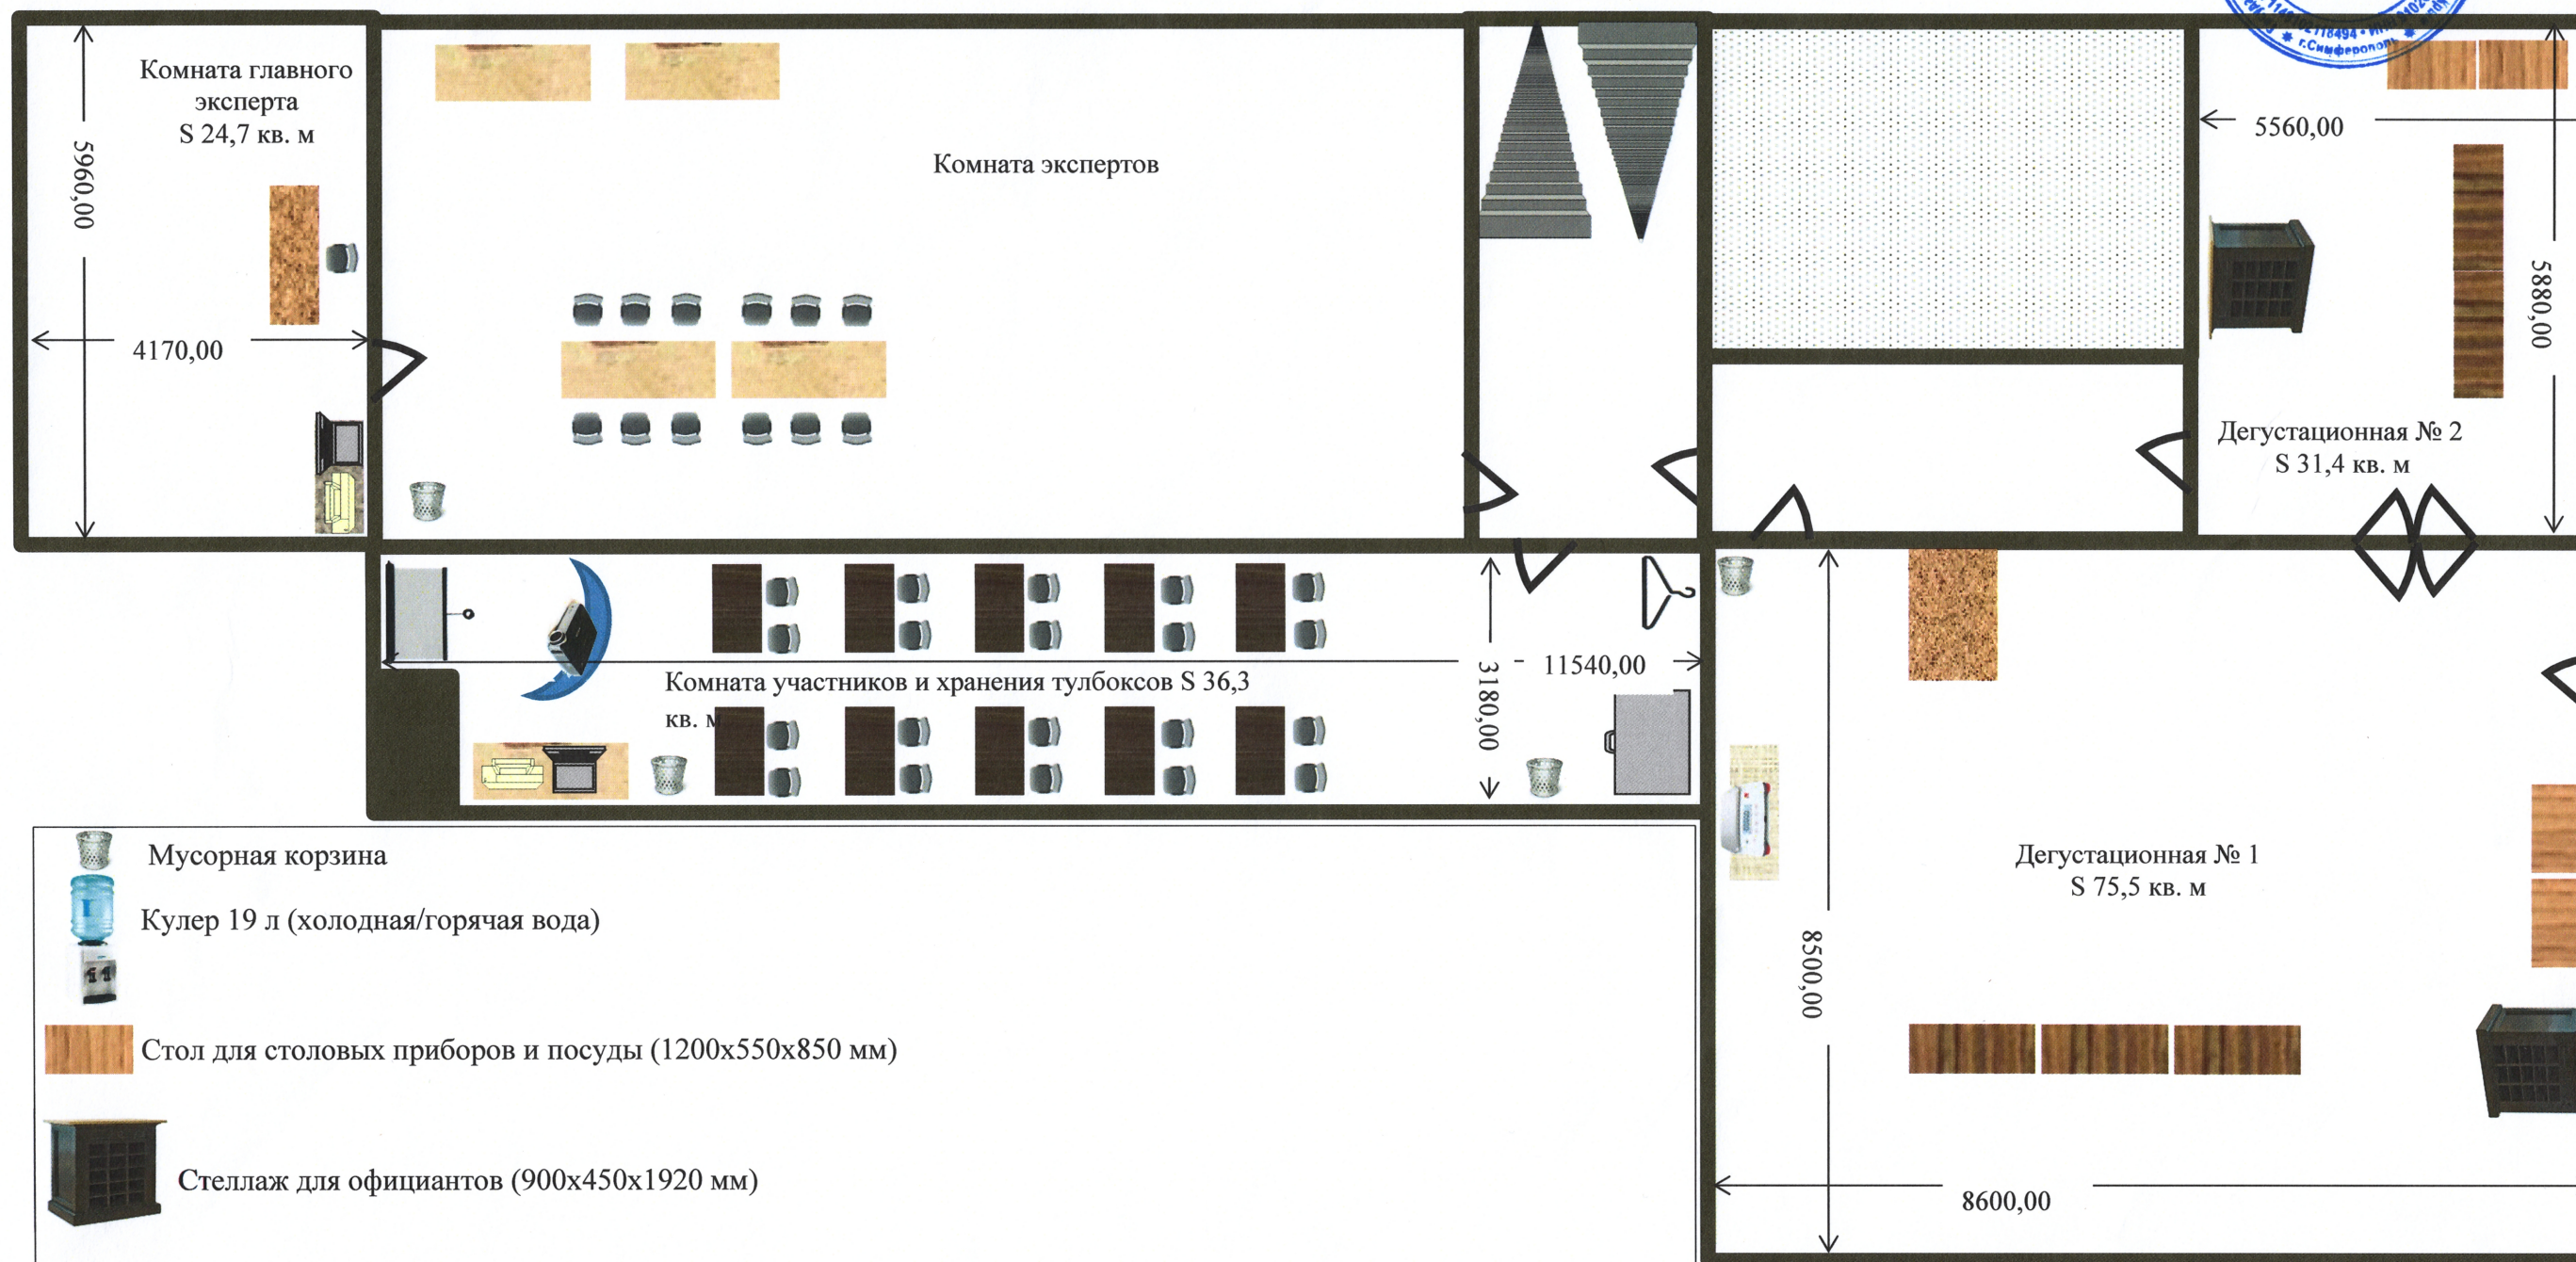 Комната главного
эксперта
S 24,7 кв. м
5960,00
4170,00
Комната экспертов
5560,00
5880,00
Дегустационная № 2
S 31,4 кв. м
г.Симферополь
11540,00
3180,00
Комната участников и хранения тулбоксов S 36,3
кв. м
Дегустационная № 1
S 75,5 кв. м
8500,00
8600,00
Мусорная корзина
Кулер 19 л (холодная/горячая вода)
Стол для столовых приборов и посуды (1200х550х850 мм)
Стеллаж для официантов (900х450х1920 мм)